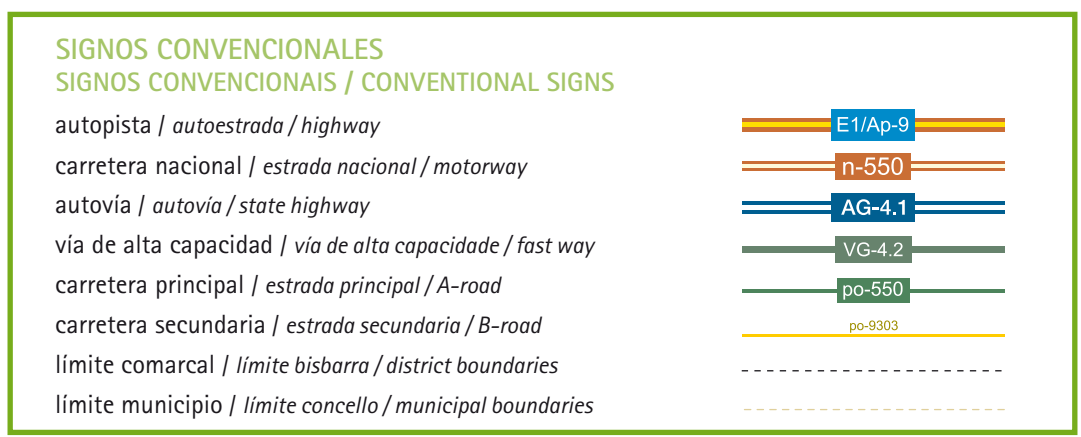 SIGNOS CONVENCIONALES
SIGNOS CONVENCIONAIS / CONVENTIONAL SIGNS
autopista / autoestrada / highway E1/Ap-9
carretera nacional / estrada nacional / motorway n-550
autovía / autovía / state highway AG-4.1
vía de alta capacidad / vía de alta capacidade / fast way VG-4.2
carretera principal / estrada principal / A-road po-550
carretera secundaria / estrada secundaria / B-road po-9303
límite comarcal / límite bisbarra / district boundaries
límite municipio / límite concello / municipal boundaries